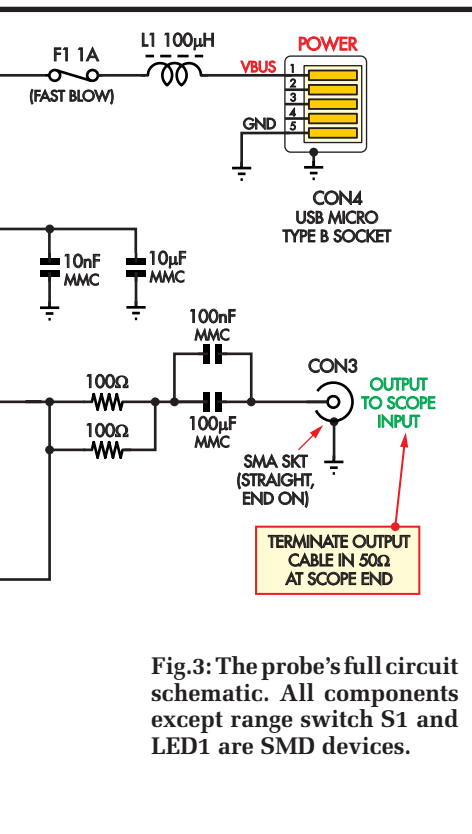 F1 1A
(FAST BLOW)
L1 100µH
POWER
VBUS
1
2
3
4
5
GND
CON4
USB MICRO
TYPE B SOCKET
10nF
MMC
10µF
MMC
100nF
MMC
100Ω
100Ω
100µF
MMC
CON3
OUTPUT
TO SCOPE
INPUT
SMA SKT
(STRAIGHT,
END ON)
TERMINATE OUTPUT
CABLE IN 50Ω
AT SCOPE END
Fig.3: The probe's full circuit
schematic. All components
except range switch S1 and
LED1 are SMD devices.